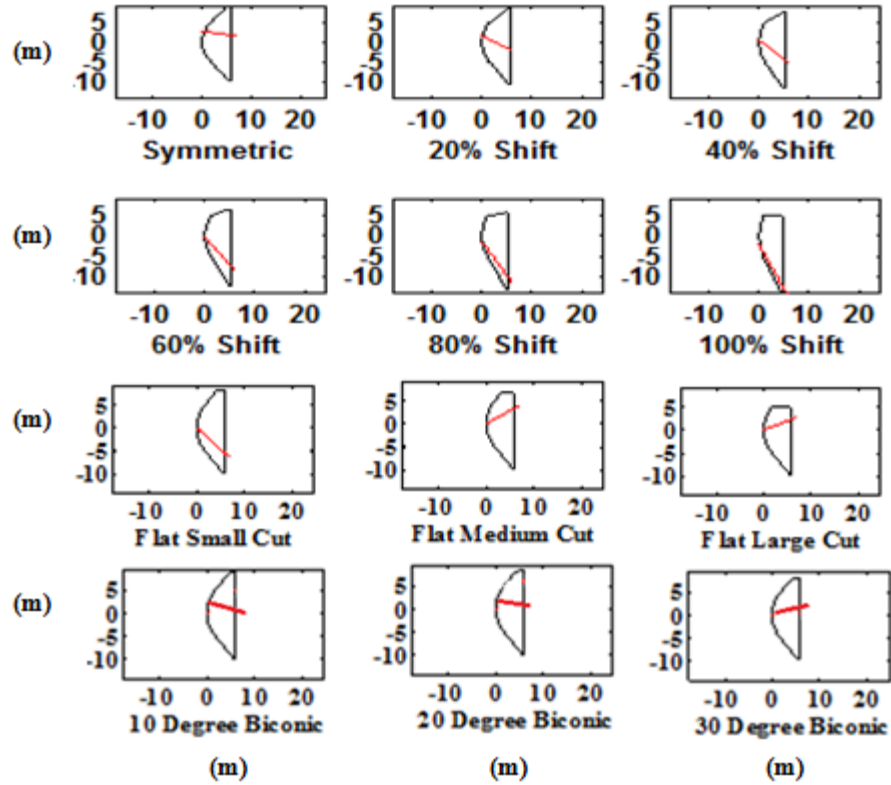 5 5 5
(m) 0 0 0
-5 -5 -5
-10 -10 -10
-10 0 10 20 -10 0 10 20 -10 0 10 20
Symmetric 20% Shift 40% Shift
5 5 5
(m) 0 0 0
-5 -5 -5
-10 -10 -10
-10 0 10 20 -10 0 10 20 -10 0 10 20
60% Shift 80% Shift 100% Shift
5 5 5
(m) 0 0 0
-5 -5 -5
-10 -10 -10
-10 0 10 20 -10 0 10 20 -10 0 10 20
Flat Small Cut Flat Medium Cut Flat Large Cut
5 5 5
(m) 0 0 0
-5 -5 -5
-10 -10 -10
-10 0 10 20 -10 0 10 20 -10 0 10 20
10 Degree Biconic 20 Degree Biconic 30 Degree Biconic
(m) (m) (m)